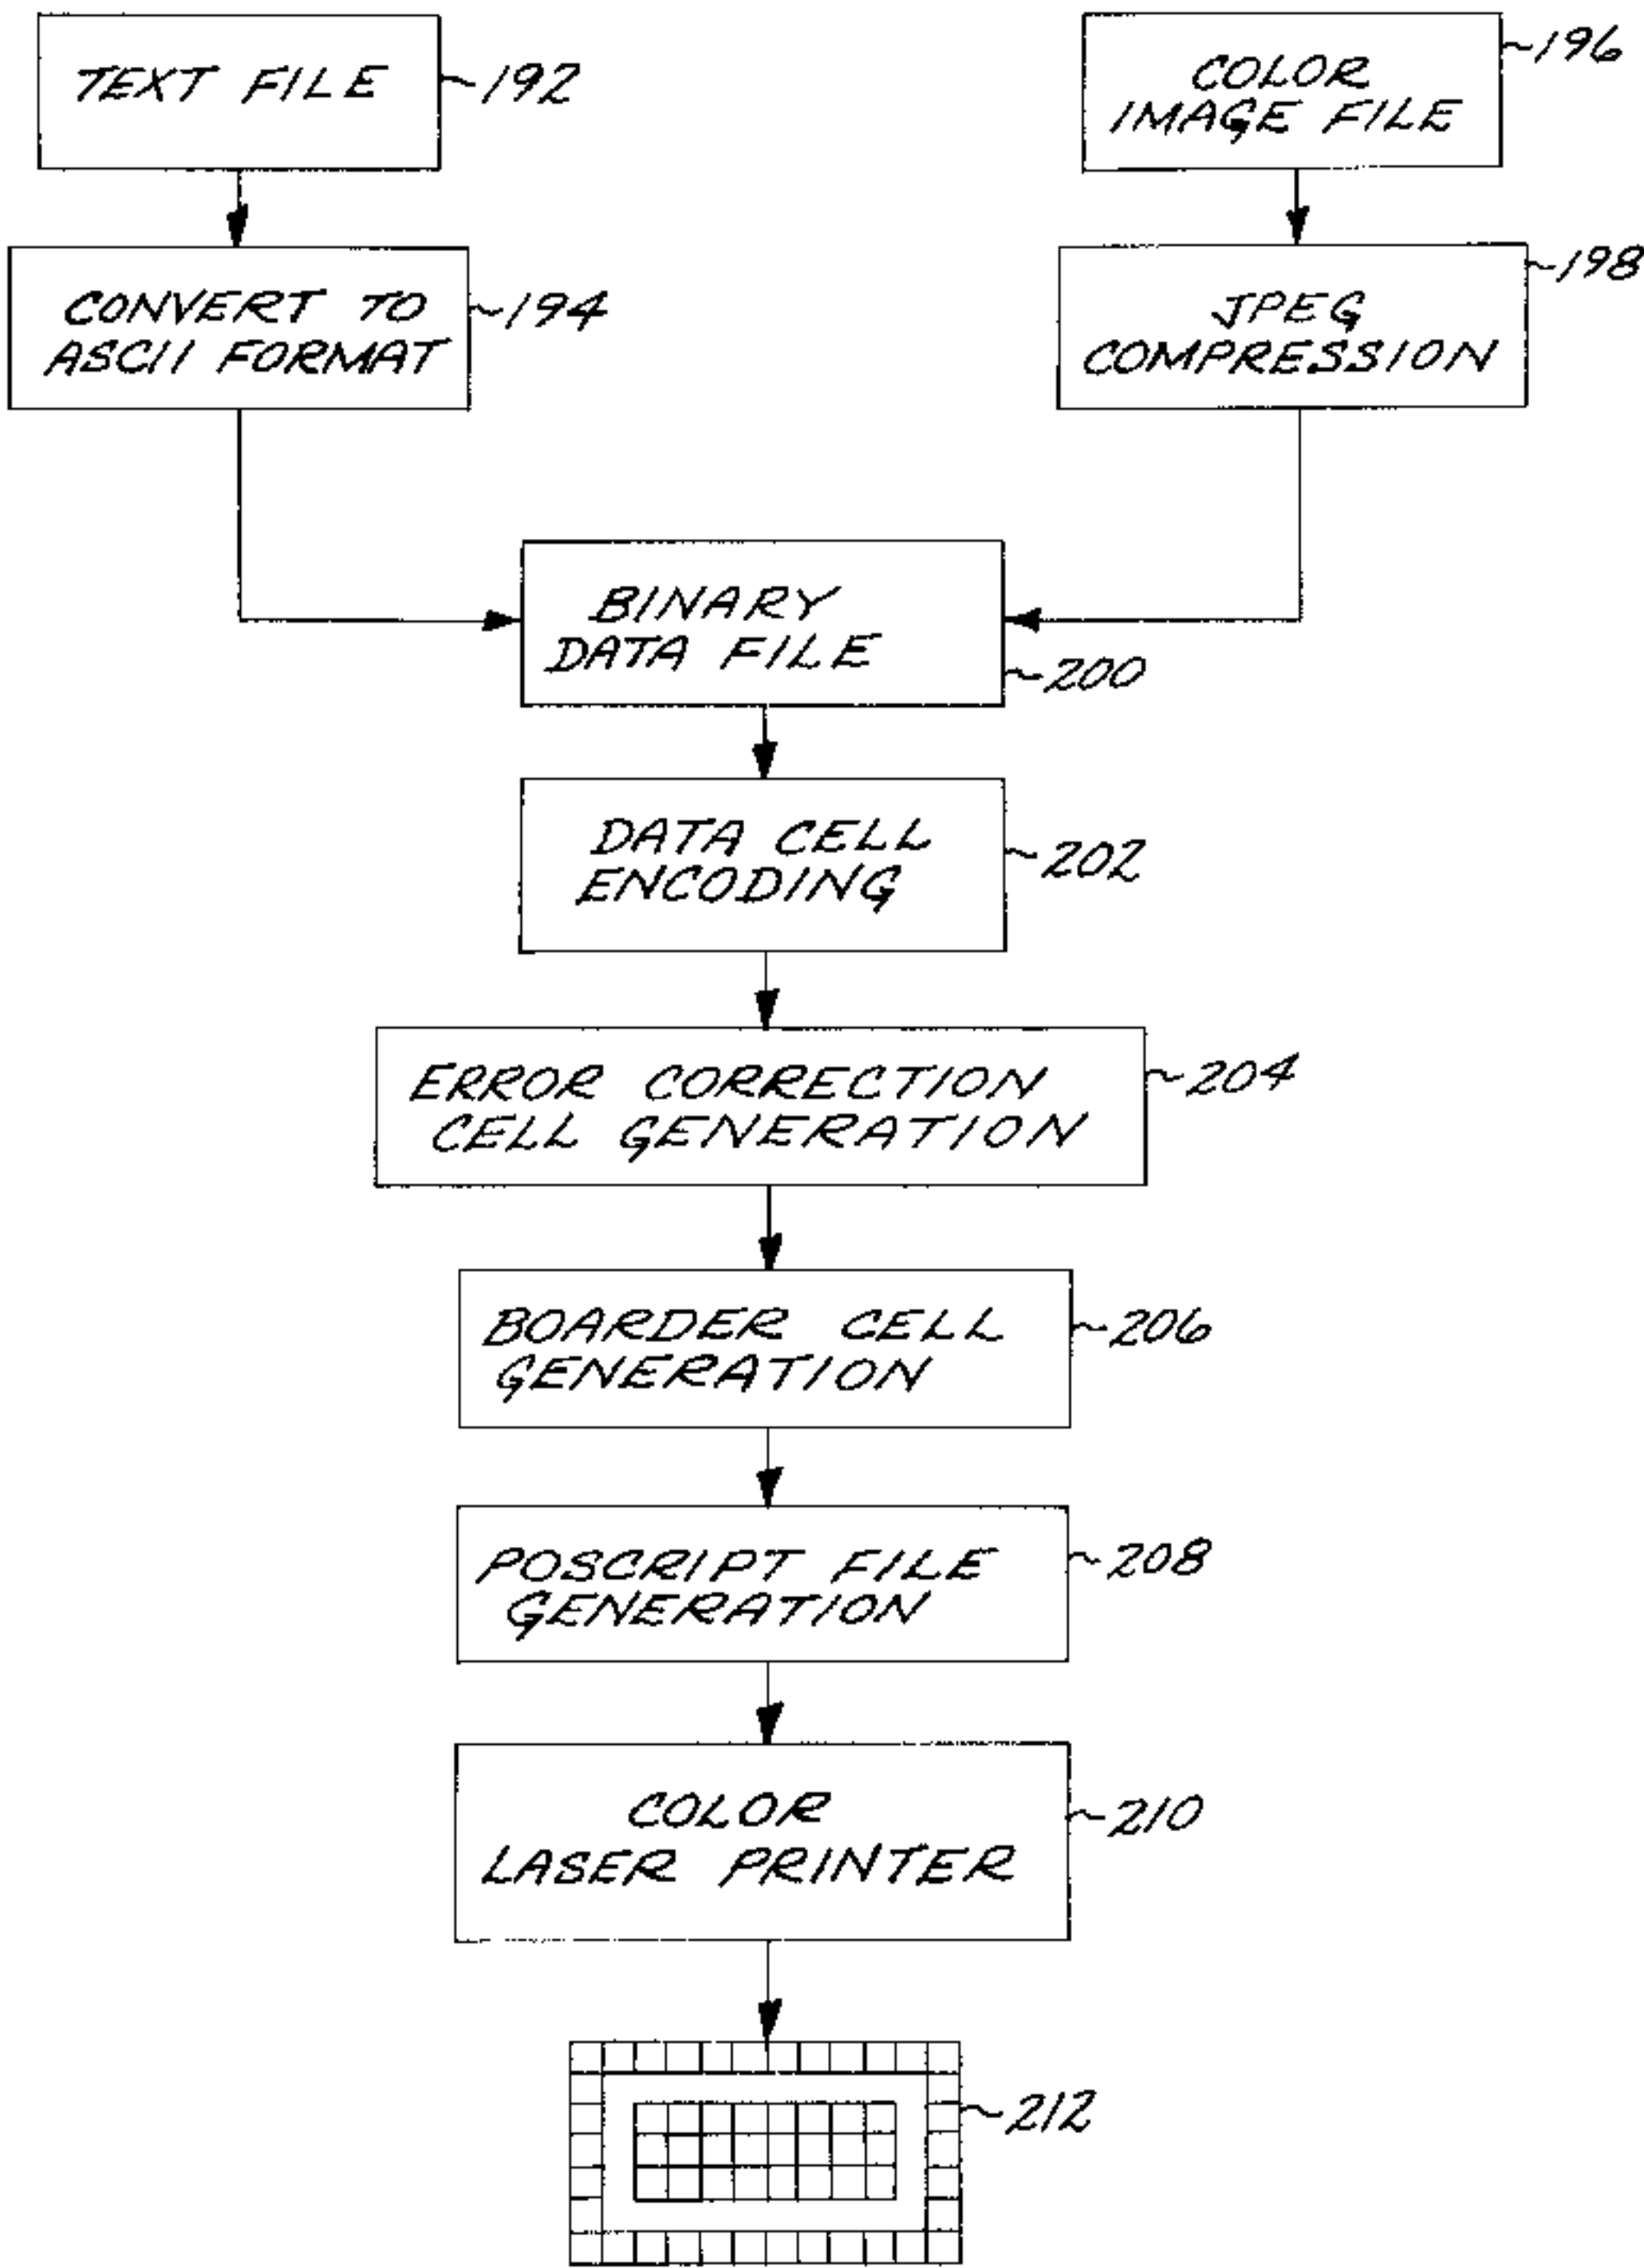 TEXT FILE
192
COLOR
IMAGE FILE
196
CONVERT TO
ASCII FORMAT
194
JPEG
COMPRESSION
198
BINARY
DATA FILE
200
DATA CELL
ENCODING
202
ERROR CORRECTION
CELL GENERATION
204
BOARDER CELL
GENERATION
206
POSCRIPT FILE
GENERATION
208
COLOR
LASER PRINTER
210
212